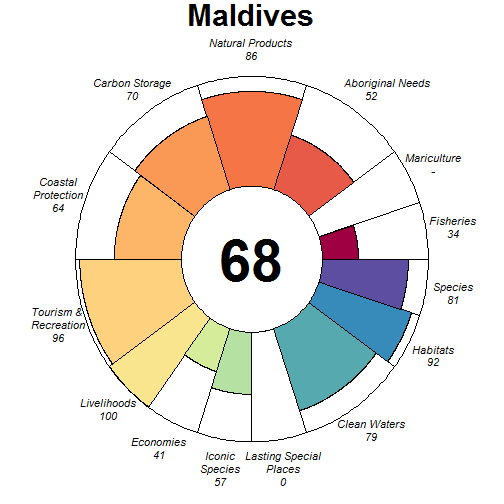 Maldives
Natural Products
86
Carbon Storage
70
Aboriginal Needs
52
Mariculture
-
Coastal
Protection
64
Fisheries
34
68
Species
81
Tourism &
Recreation
96
Habitats
92
Livelihoods
100
Clean Waters
79
Economies
41
Iconic
Species
57
Lasting Special
Places
0